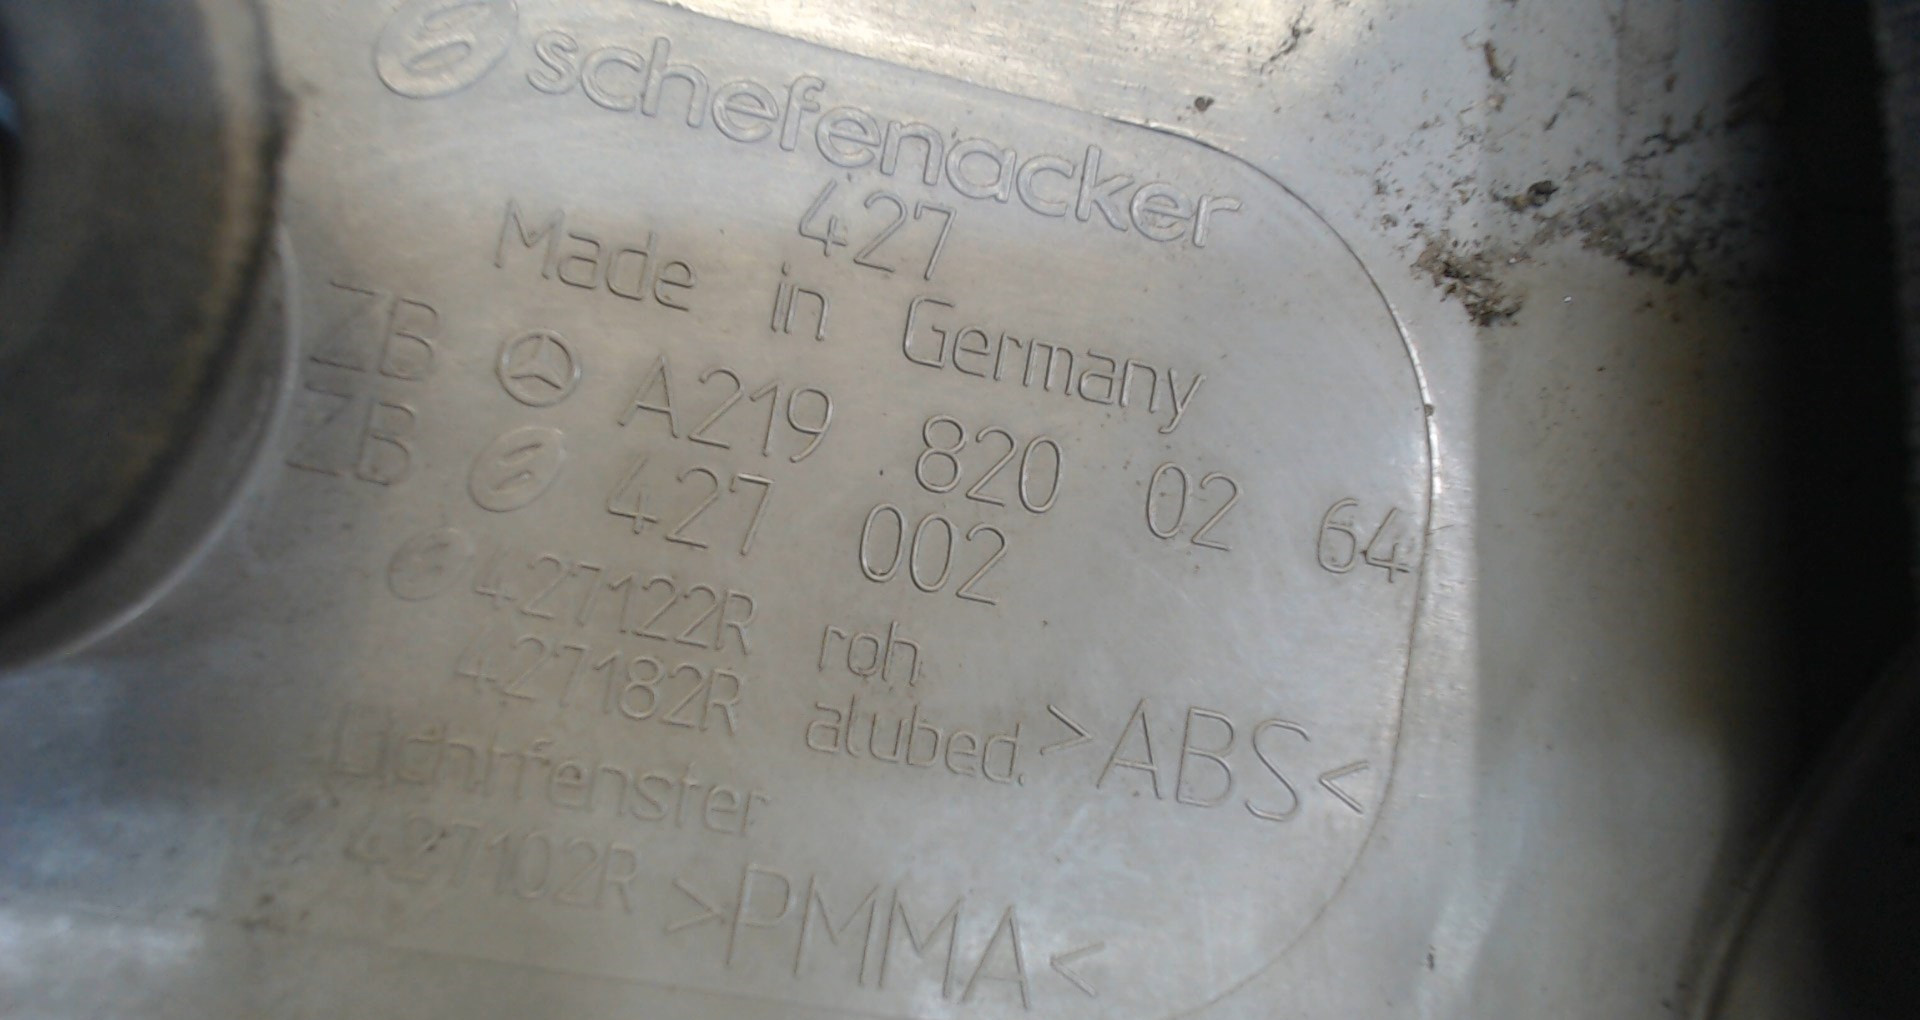 schefenacker
427
Made in Germany
ZB A219 820 02 64
ZB 427 002
427122R roh
427182R alubed. >ABS<
Lichtfenster
427102R >PMMA<